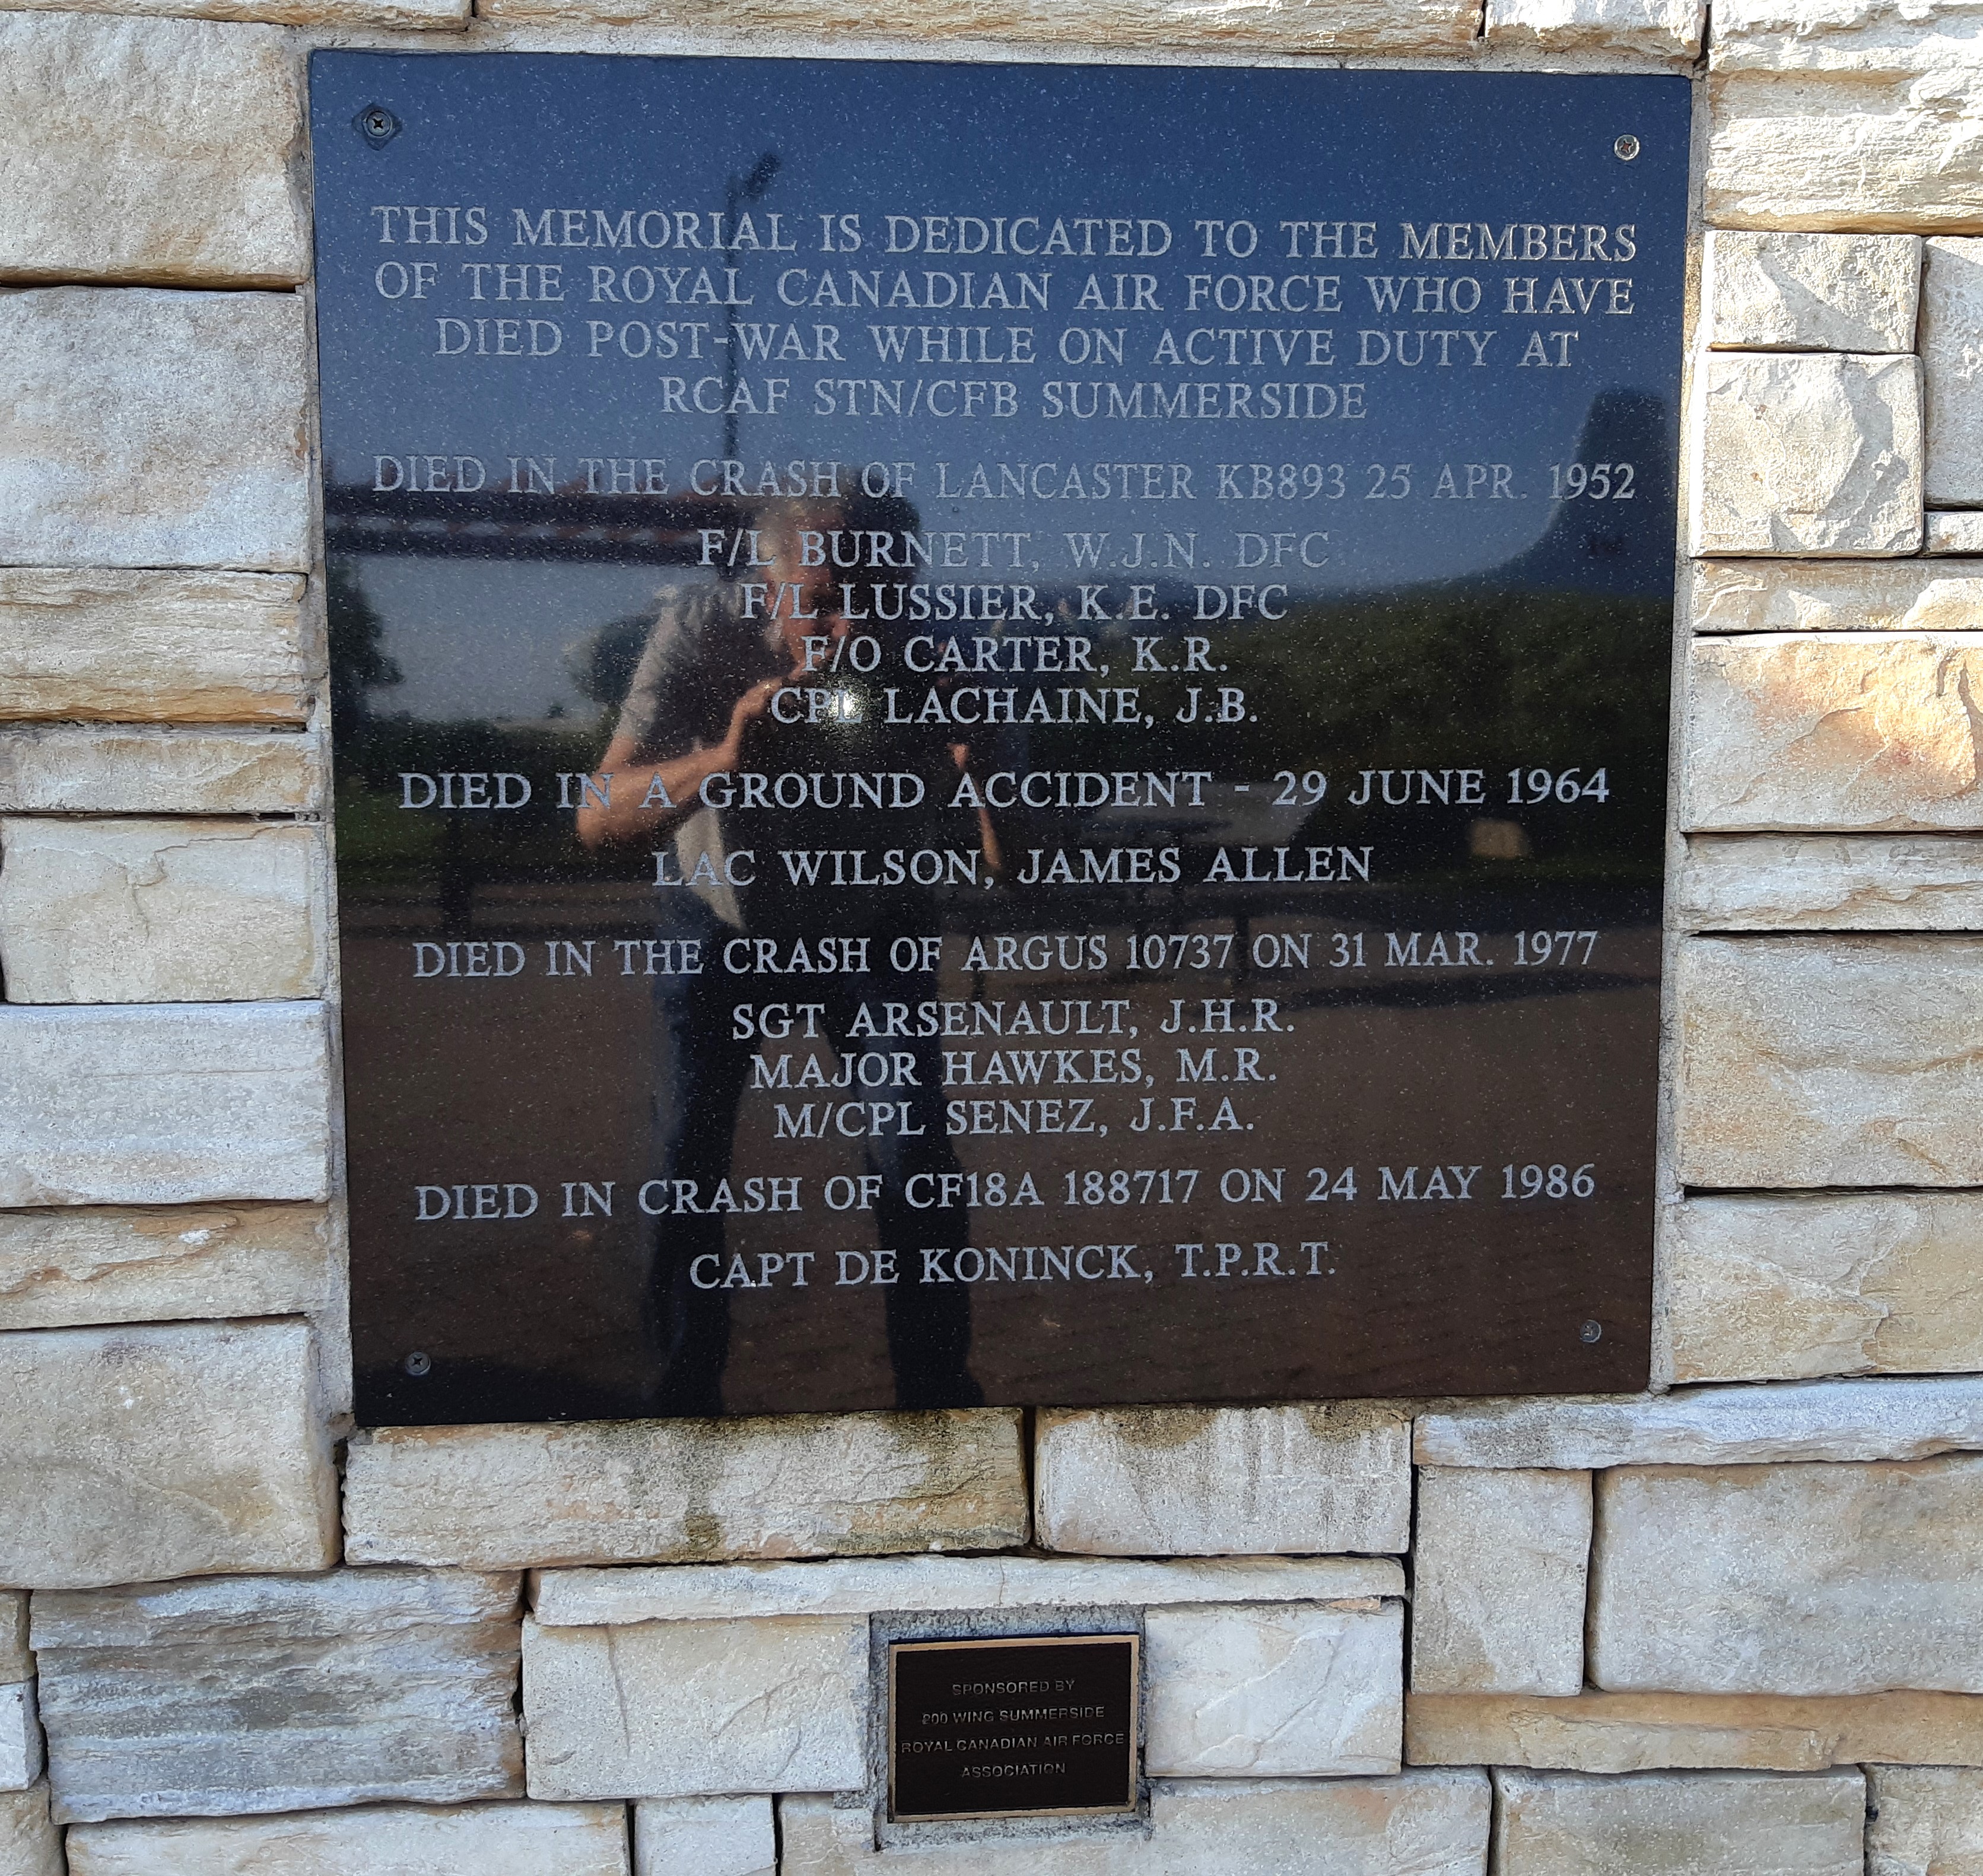 THIS MEMORIAL IS DEDICATED TO THE MEMBERS
OF THE ROYAL CANADIAN AIR FORCE WHO HAVE
DIED POST-WAR WHILE ON ACTIVE DUTY AT
RCAF STN/CFB SUMMERSIDE
DIED IN THE CRASH OF LANCASTER KB893 25 APR. 1952
F/L BURNETT, W.J.N. DFC
F/L LUSSIER, K.E. DFC
F/O CARTER, K.R.
CPL LACHAINE, J.B.
DIED IN A GROUND ACCIDENT - 29 JUNE 1964
LAC WILSON, JAMES ALLEN
DIED IN THE CRASH OF ARGUS 10737 ON 31 MAR. 1977
SGT ARSENAULT, J.H.R.
MAJOR HAWKES, M.R.
M/CPL SENEZ, J.F.A.
DIED IN CRASH OF CF18A 188717 ON 24 MAY 1986
CAPT DE KONINCK, T.P.R.T.
SPONSORED BY
200 WING SUMMERSIDE
ROYAL CANADIAN AIR FORCE
ASSOCIATION